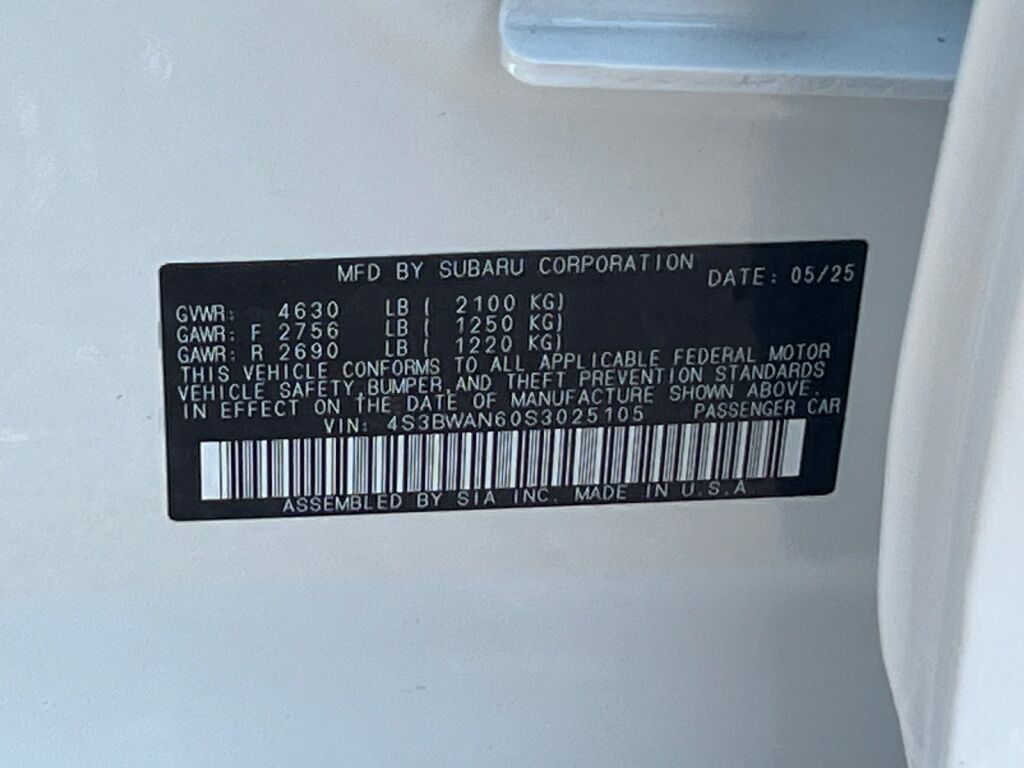 MFD BY SUBARU CORPORATION DATE: 05/25
GVWR: 4630 LB ( 2100 KG)
GAWR: F 2756 LB ( 1250 KG)
GAWR: R 2690 LB ( 1220 KG)
THIS VEHICLE CONFORMS TO ALL APPLICABLE FEDERAL MOTOR
VEHICLE SAFETY, BUMPER, AND THEFT PREVENTION STANDARDS
IN EFFECT ON THE DATE OF MANUFACTURE SHOWN ABOVE.
VIN: 4S3BWAN60S3025105 PASSENGER CAR
ASSEMBLED BY SIA INC. MADE IN U.S.A